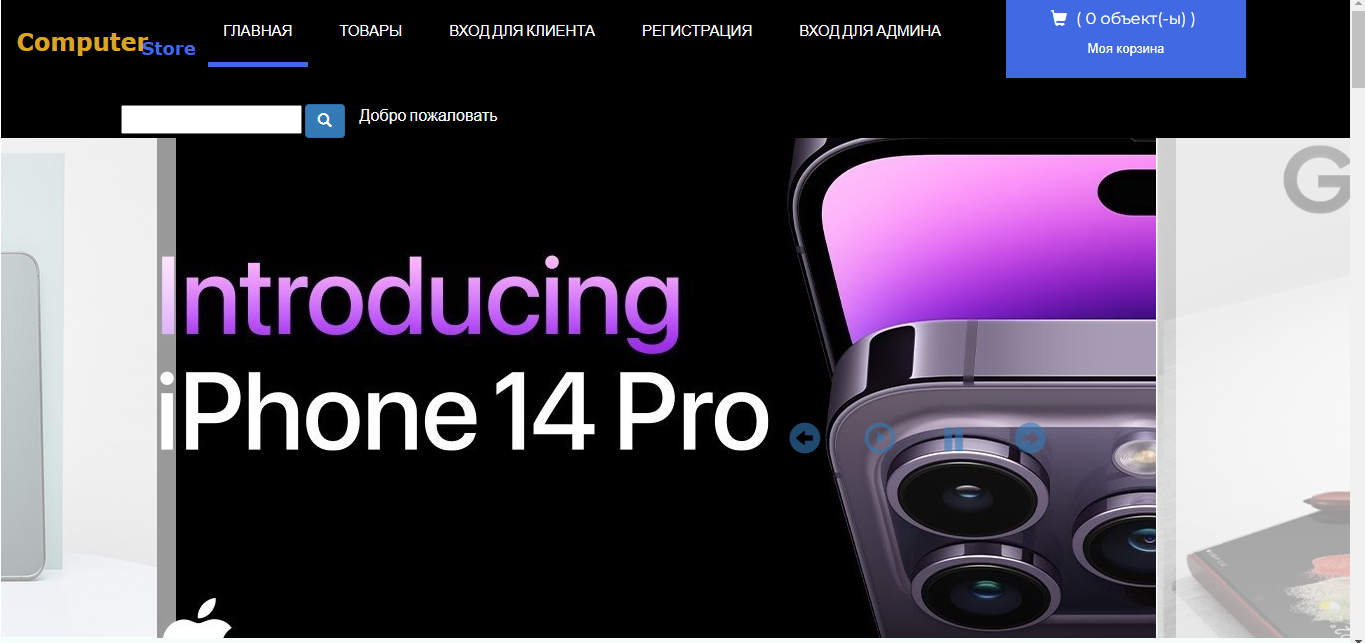 ComputerStore
ГЛАВНАЯ
ТОВАРЫ
ВХОД ДЛЯ КЛИЕНТА
РЕГИСТРАЦИЯ
ВХОД ДЛЯ АДМИНА
( 0 объект(-ы) )
Моя корзина
Добро пожаловать
Introducing
iPhone 14 Pro
G